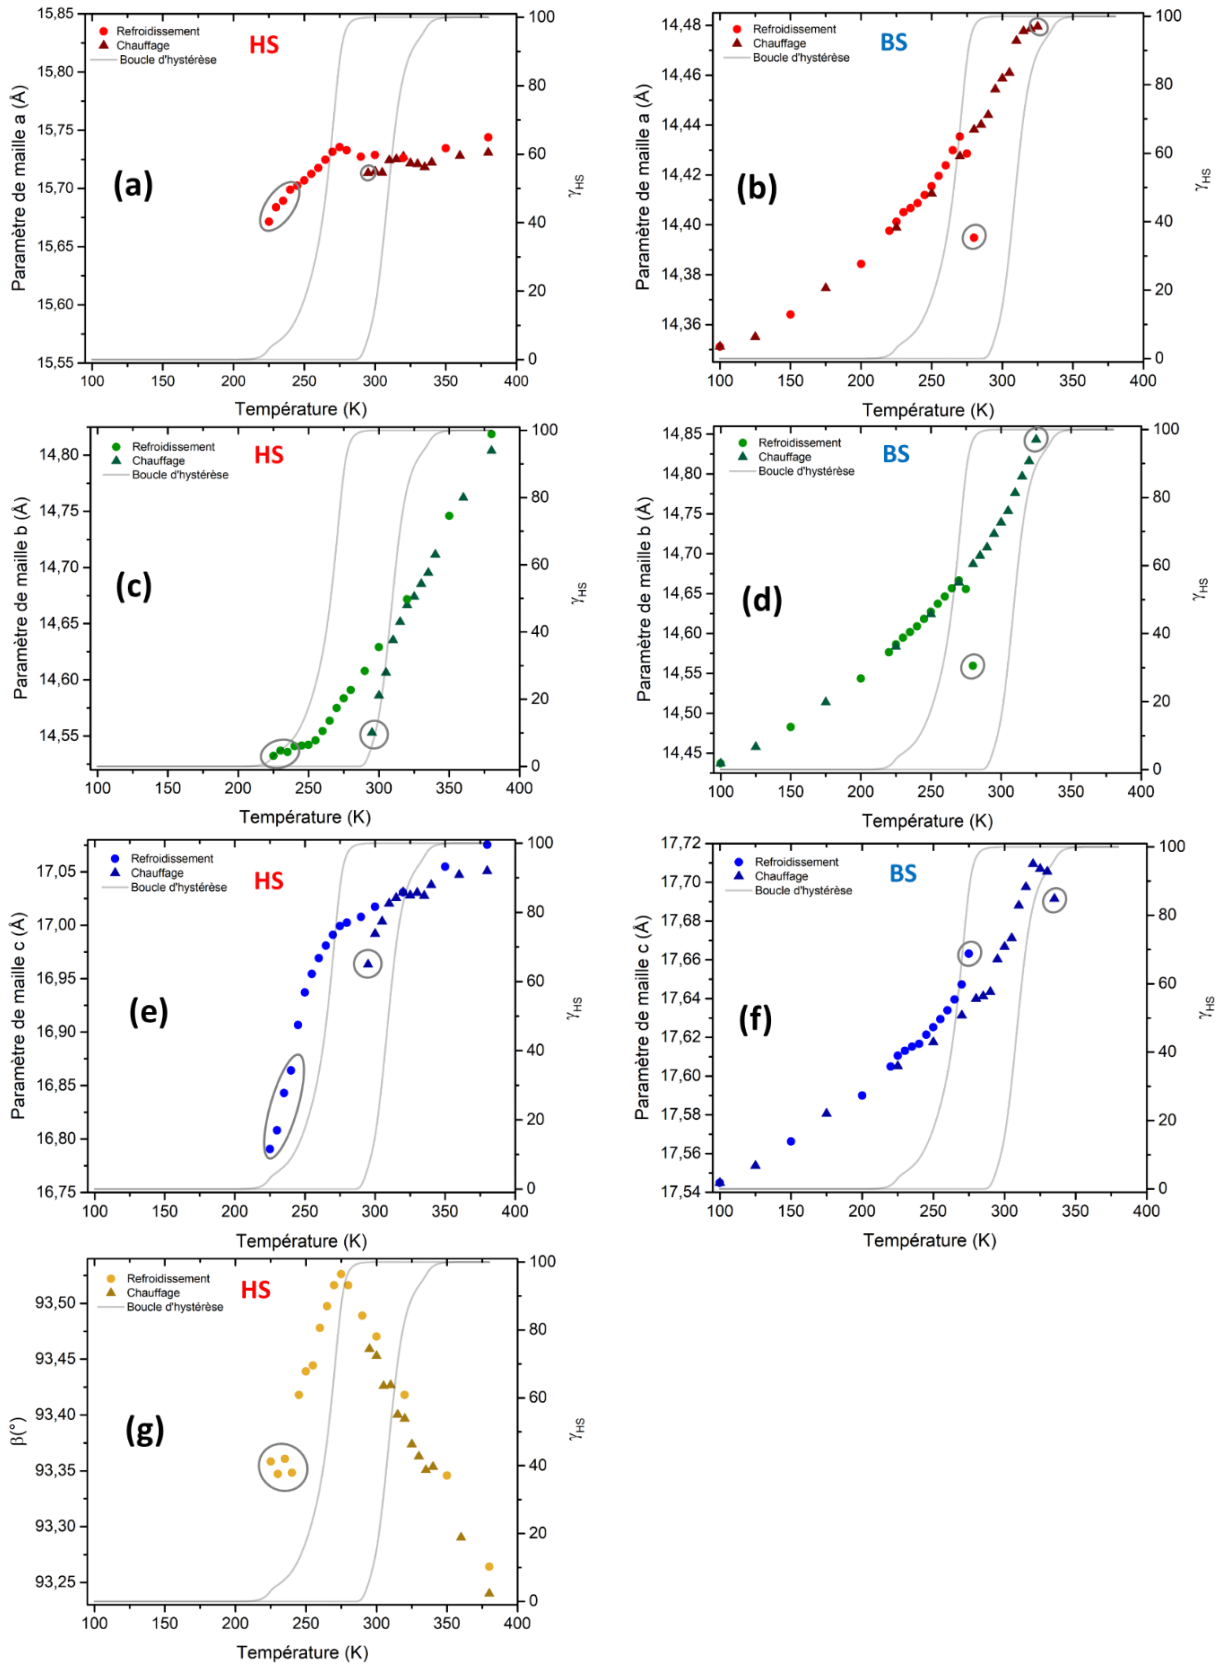 15,85
15,80
15,75
15,70
15,65
15,60
15,55
Paramètre de maille a (Å)
Refroidissement
Chauffage
Boucle d'hystérèse
HS
(a)
100
80
60
40
20
0
γHS
100 150 200 250 300 350 400
Température (K)
14,48
14,46
14,44
14,42
14,40
14,38
14,36
Paramètre de maille a (Å)
Refroidissement
Chauffage
Boucle d'hystérèse
BS
(b)
100
80
60
40
20
0
γHS
100 150 200 250 300 350 400
Température (K)
14,80
14,75
14,70
14,65
14,60
14,55
Paramètre de maille b (Å)
Refroidissement
Chauffage
Boucle d'hystérèse
HS
(c)
100
80
60
40
20
0
γHS
100 150 200 250 300 350 400
Température (K)
14,85
14,80
14,75
14,70
14,65
14,60
14,55
14,50
14,45
Paramètre de maille b (Å)
Refroidissement
Chauffage
Boucle d'hystérèse
BS
(d)
100
80
60
40
20
0
γHS
100 150 200 250 300 350 400
Température (K)
17,05
17,00
16,95
16,90
16,85
16,80
16,75
Paramètre de maille c (Å)
Refroidissement
Chauffage
Boucle d'hystérèse
HS
(e)
100
80
60
40
20
0
γHS
100 150 200 250 300 350 400
Température (K)
17,72
17,70
17,68
17,66
17,64
17,62
17,60
17,58
17,56
17,54
Paramètre de maille c (Å)
Refroidissement
Chauffage
Boucle d'hystérèse
BS
(f)
100
80
60
40
20
0
γHS
100 150 200 250 300 350 400
Température (K)
93,50
93,45
93,40
93,35
93,30
93,25
β(°)
Refroidissement
Chauffage
Boucle d'hystérèse
HS
(g)
100
80
60
40
20
0
γHS
100 150 200 250 300 350 400
Température (K)